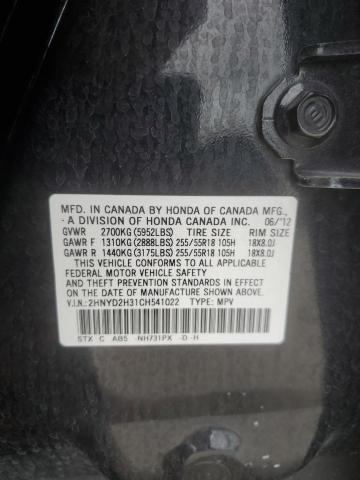 MFD. IN CANADA BY HONDA OF CANADA MFG.,
- A DIVISION OF HONDA CANADA INC. 06/'12
GVWR 2700KG (5952LBS) TIRE SIZE RIM SIZE
GAWR F 1310KG (2888LBS) 255/55R18 105H 18X8.0J
GAWR R 1440KG (3175LBS) 255/55R18 105H 18X8.0J
THIS VEHICLE CONFORMS TO ALL APPLICABLE
FEDERAL MOTOR VEHICLE SAFETY
AND THEFT PREVENTION STANDARDS IN EFFECT ON THE
DATE OF MANUFACTURE SHOWN ABOVE.
V.I.N.: 2HNYD2H31CH541022 TYPE: MPV
STX C AB5 -NH731PX -D -H